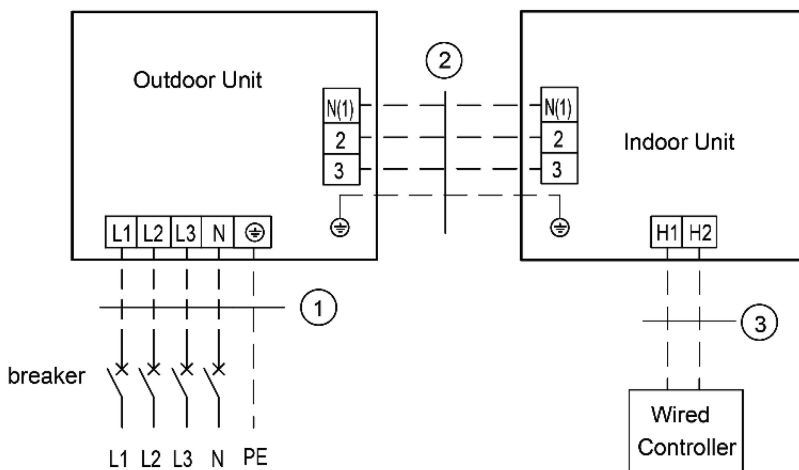 Outdoor Unit
2
N(1)
2
3
N(1)
2
3
Indoor Unit
L1 L2 L3 N
H1 H2
1
3
breaker
Wired
Controller
L1 L2 L3 N PE